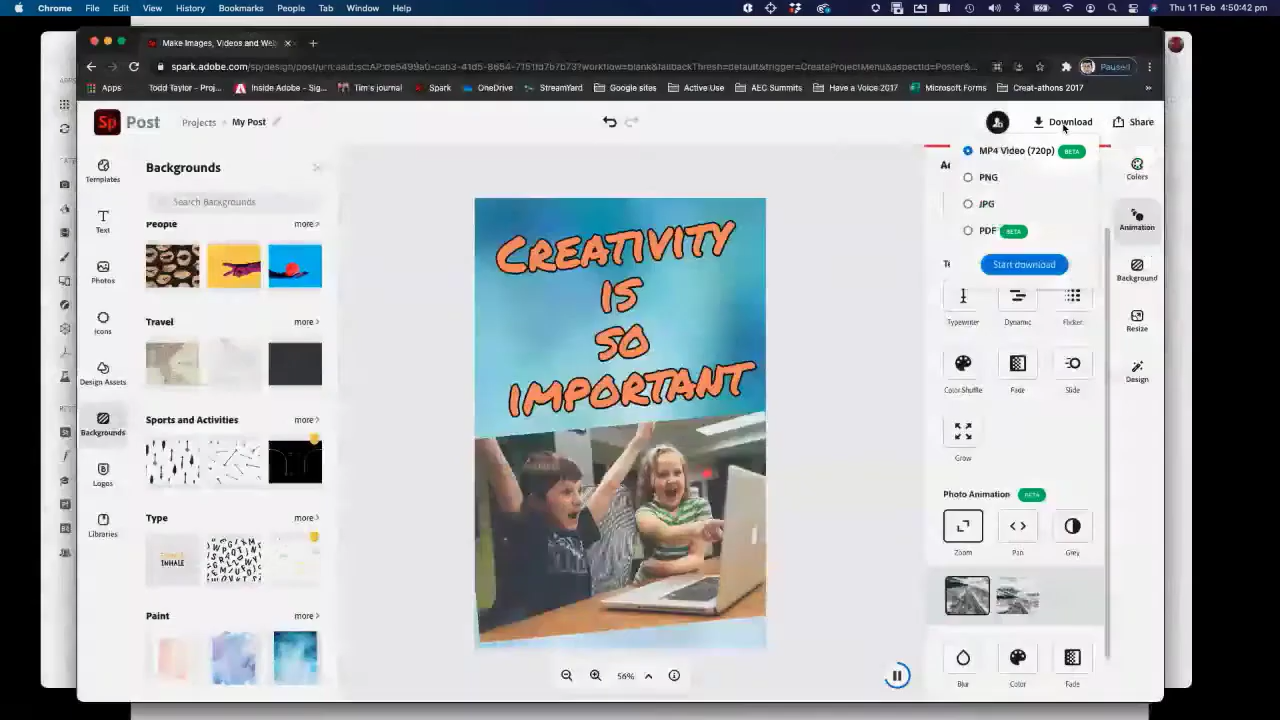 Chrome File Edit View History Bookmarks People Tab Window Help
Thu 11 Feb 4:50:42 pm
Make Images, Videos and Web
Paused
Apps Todd Taylor - Proj... Inside Adobe - Sig... Tim's journal Spark OneDrive StreamYard Google sites Active Use AEC Summits Have a Voice 2017 Microsoft Forms Creat-athons 2017 »
Sp Post Projects My Post Download Share
MP4 Video (720p) BETA
PNG
JPG
PDF BETA
Start download
Templates
Text
Photos
Icons
Design Assets
Backgrounds
Logos
Libraries
Backgrounds
Search Backgrounds
People more >
Travel more >
Sports and Activities more >
Type more >
INHALE
Paint more >
CREATIVITY
IS
SO
IMPORTANT
56%
Typewriter Dynamic Flicker
Color Shuffle Fade Slide
Grow
Photo Animation BETA
Zoom Pan Grey
Blur Color Fade
Colors
Animation
Background
Resize
Design